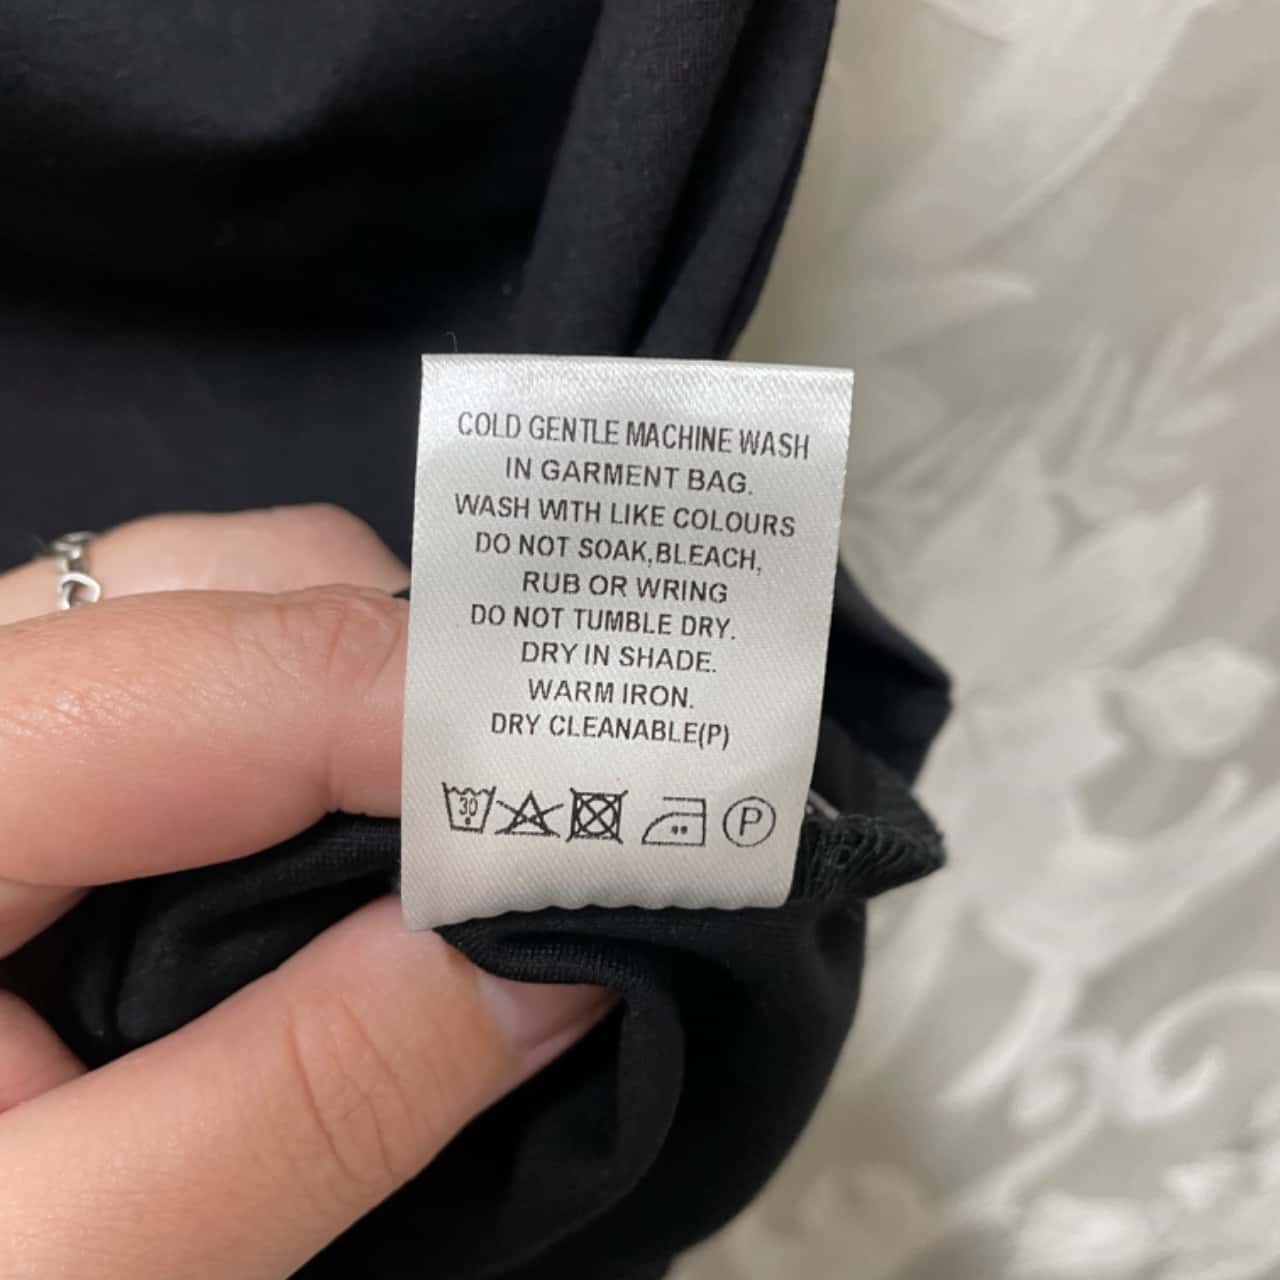 COLD GENTLE MACHINE WASH
IN GARMENT BAG.
WASH WITH LIKE COLOURS
DO NOT SOAK,BLEACH,
RUB OR WRING
DO NOT TUMBLE DRY.
DRY IN SHADE.
WARM IRON.
DRY CLEANABLE(P)
30 P